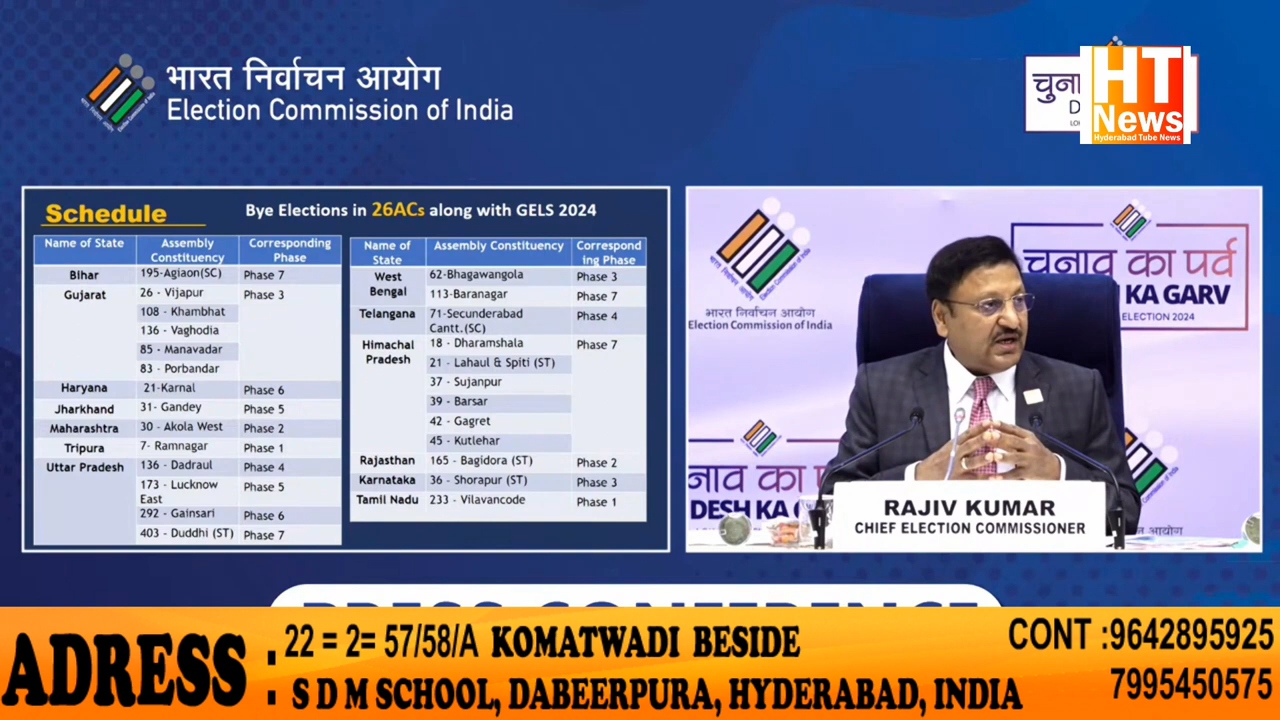 भारत निर्वाचन आयोग
Election Commission of India
HT
News
Hyderabad Tube News
Schedule
Bye Elections in 26ACs along with GELS 2024
Name of State Assembly Constituency Corresponding Phase
Bihar 195-Agiaon(SC) Phase 7
Gujarat 26 - Vijapur Phase 3
108 - Khambhat
136 - Vaghodia
85 - Manavadar
83 - Porbandar
Haryana 21-Karnal Phase 6
Jharkhand 31- Gandey Phase 5
Maharashtra 30 - Akola West Phase 2
Tripura 7- Ramnagar Phase 1
Uttar Pradesh 136 - Dadraul Phase 4
173 - Lucknow East Phase 5
292 - Gainsari Phase 6
403 - Duddhi (ST) Phase 7
Name of State Assembly Constituency Correspond ing Phase
West Bengal 62-Bhagawangola Phase 3
113-Baranagar Phase 7
Telangana 71-Secunderabad Cantt.(SC) Phase 4
Himachal Pradesh 18 - Dharamshala Phase 7
21 - Lahaul & Spiti (ST)
37 - Sujanpur
39 - Barsar
42 - Gagret
45 - Kutlehar
Rajasthan 165 - Bagidora (ST) Phase 2
Karnataka 36 - Shorapur (ST) Phase 3
Tamil Nadu 233 - Vilavancode Phase 1
भारत निर्वाचन आयोग
Election Commission of India
चुनाव का पर्व
KA GARV
ELECTION 2024
DESH KA
RAJIV KUMAR
CHIEF ELECTION COMMISSIONER
PRESS CONFERENCE
ADRESS : 22 = 2= 57/58/A KOMATWADI BESIDE
S D M SCHOOL, DABEERPURA, HYDERABAD, INDIA
CONT :9642895925
7995450575